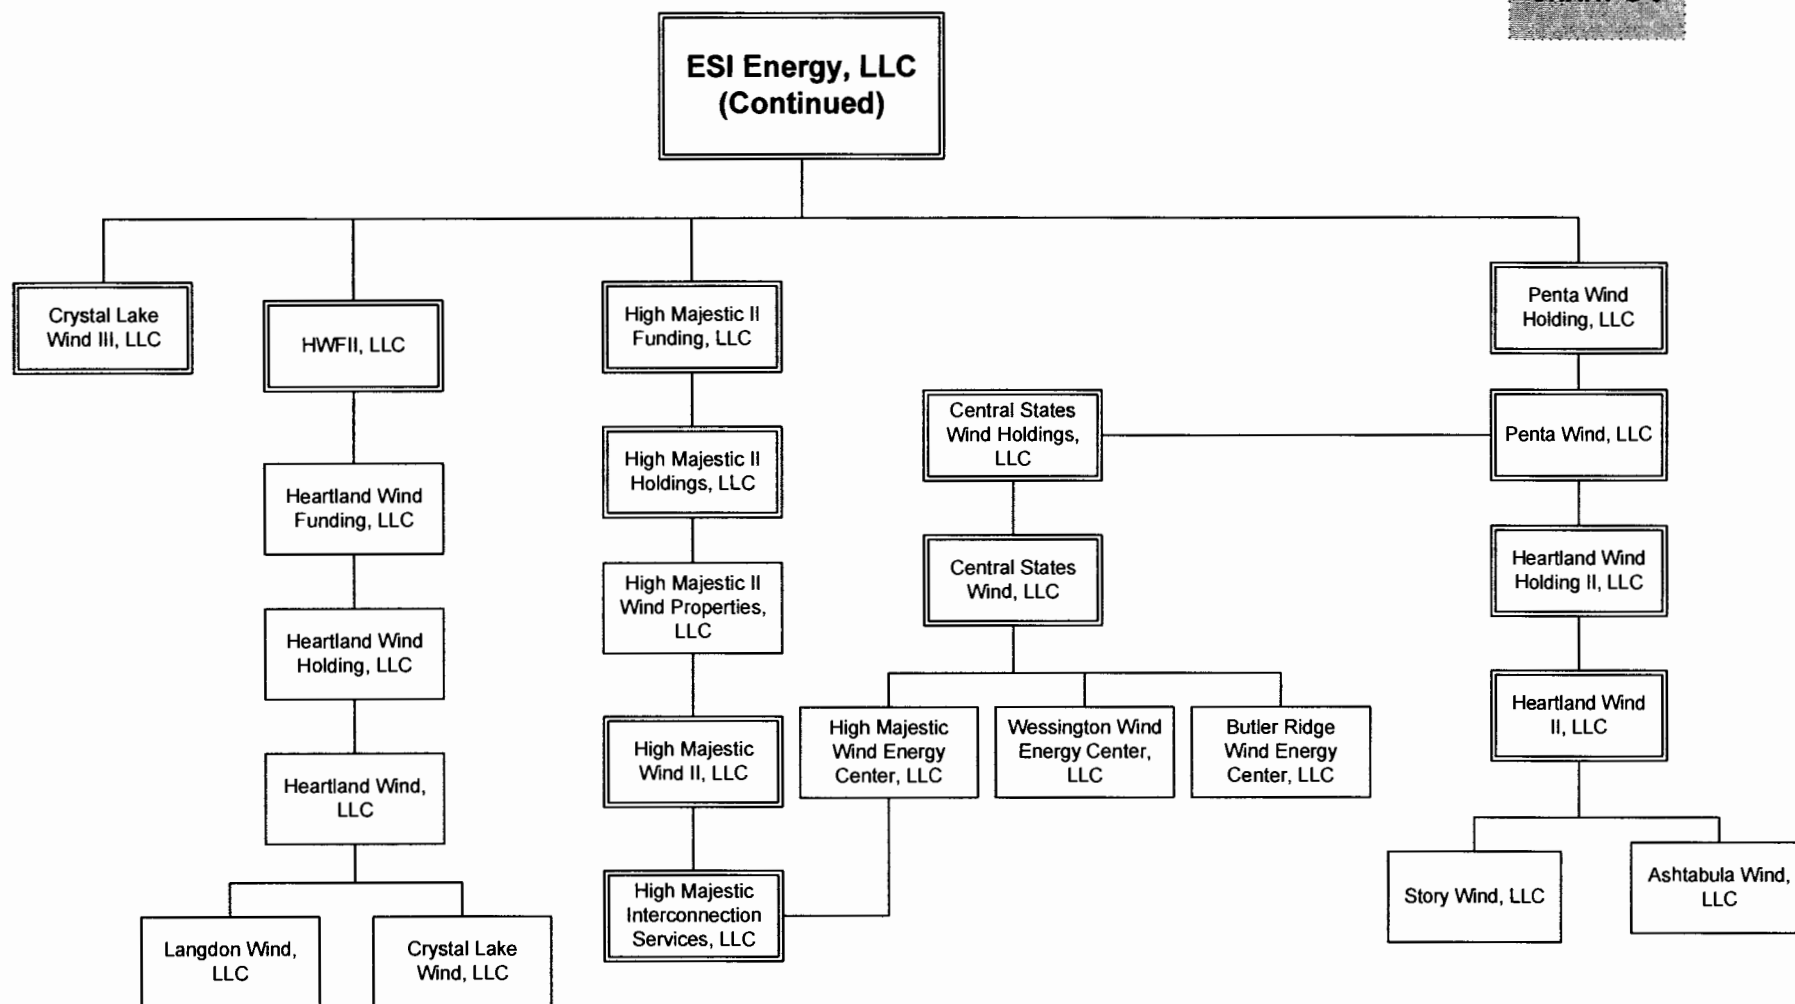 ESI Energy, LLC
(Continued)
Crystal Lake
Wind III, LLC
HWFII, LLC
High Majestic II
Funding, LLC
Penta Wind
Holding, LLC
Central States
Wind Holdings,
LLC
Penta Wind, LLC
High Majestic II
Holdings, LLC
Heartland Wind
Funding, LLC
Central States
Wind, LLC
Heartland Wind
Holding II, LLC
High Majestic II
Wind Properties,
LLC
Heartland Wind
Holding, LLC
Heartland Wind
II, LLC
High Majestic
Wind II, LLC
High Majestic
Wind Energy
Center, LLC
Wessington Wind
Energy Center,
LLC
Butler Ridge
Wind Energy
Center, LLC
Heartland Wind,
LLC
Story Wind, LLC
Ashtabula Wind,
LLC
High Majestic
Interconnection
Services, LLC
Langdon Wind,
LLC
Crystal Lake
Wind, LLC